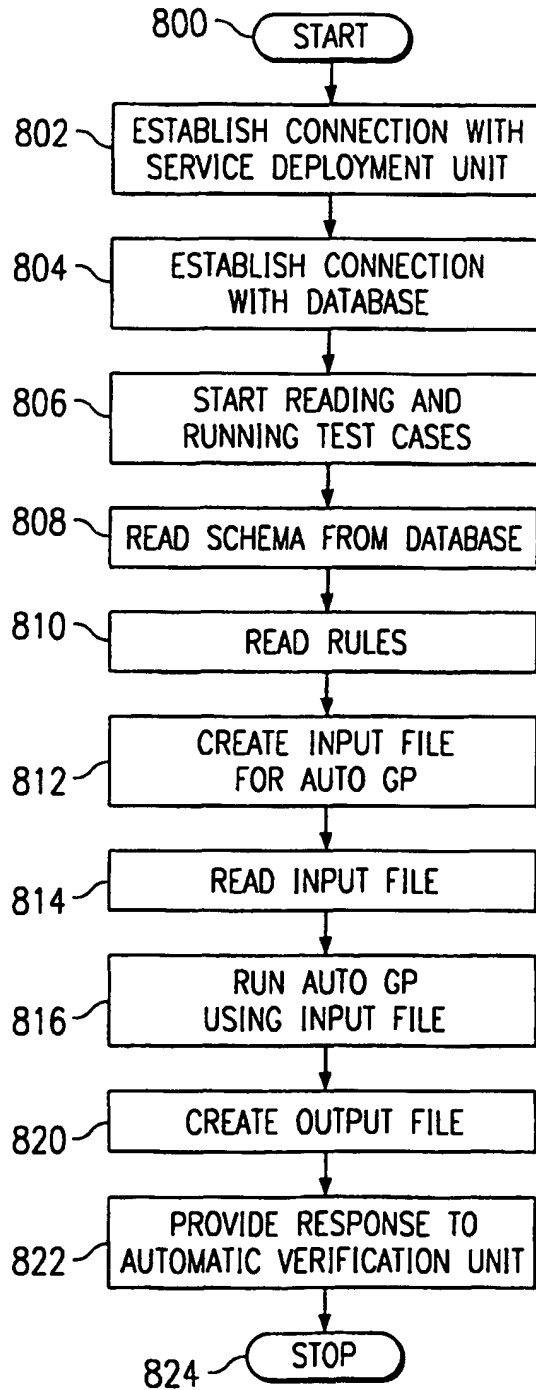 800
START
802
ESTABLISH CONNECTION WITH
SERVICE DEPLOYMENT UNIT
804
ESTABLISH CONNECTION
WITH DATABASE
806
START READING AND
RUNNING TEST CASES
808
READ SCHEMA FROM DATABASE
810
READ RULES
812
CREATE INPUT FILE
FOR AUTO GP
814
READ INPUT FILE
816
RUN AUTO GP
USING INPUT FILE
820
CREATE OUTPUT FILE
822
PROVIDE RESPONSE TO
AUTOMATIC VERIFICATION UNIT
824
STOP